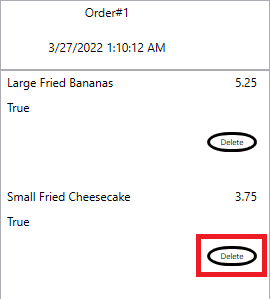 Order#1
3/27/2022 1:10:12 AM
Large Fried Bananas 5.25
True
Delete
Small Fried Cheesecake 3.75
True
Delete